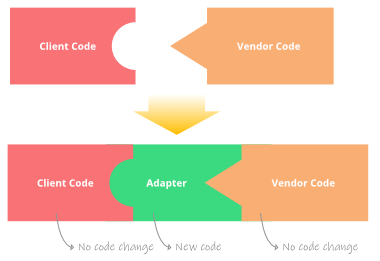 Client Code
Vendor Code
Client Code
Adapter
Vendor Code
No code change
New code
No code change